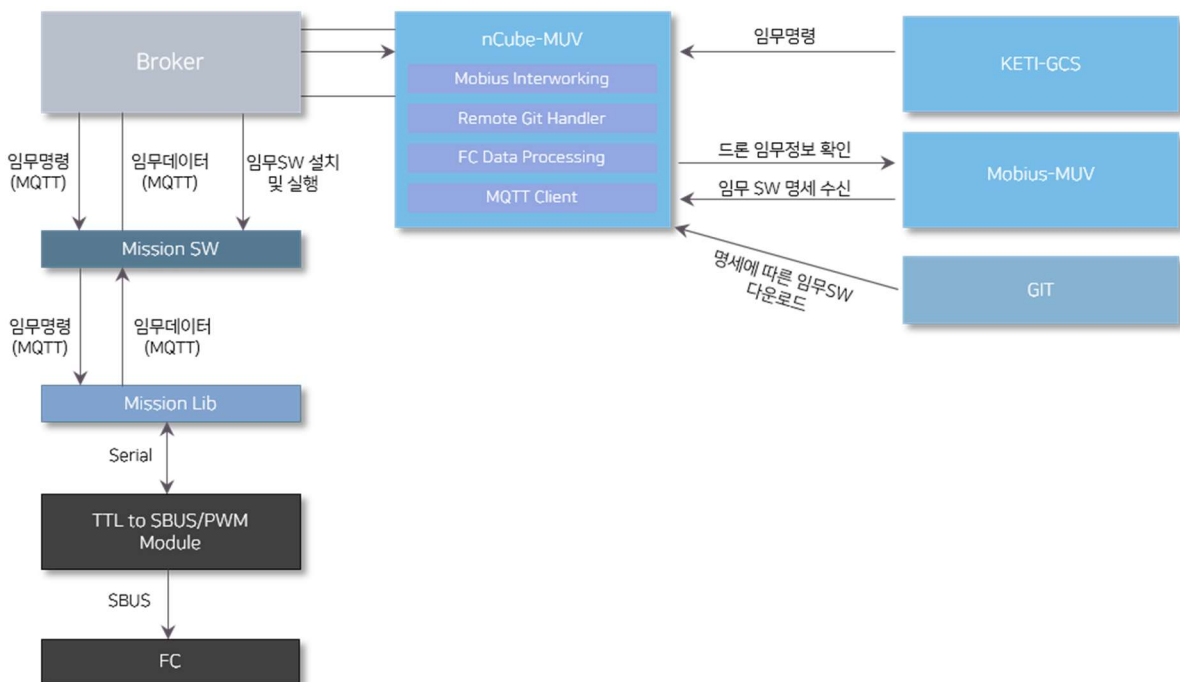 Broker
nCube-MUV
Mobius Interworking
Remote Git Handler
FC Data Processing
MQTT Client
임무명령
KETI-GCS
드론 임무정보 확인
임무 SW 명세 수신
Mobius-MUV
명세에 따른 임무SW
다운로드
GIT
임무명령
(MQTT)
임무데이터
(MQTT)
임무SW 설치
및 실행
Mission SW
임무명령
(MQTT)
임무데이터
(MQTT)
Mission Lib
Serial
TTL to SBUS/PWM
Module
SBUS
FC